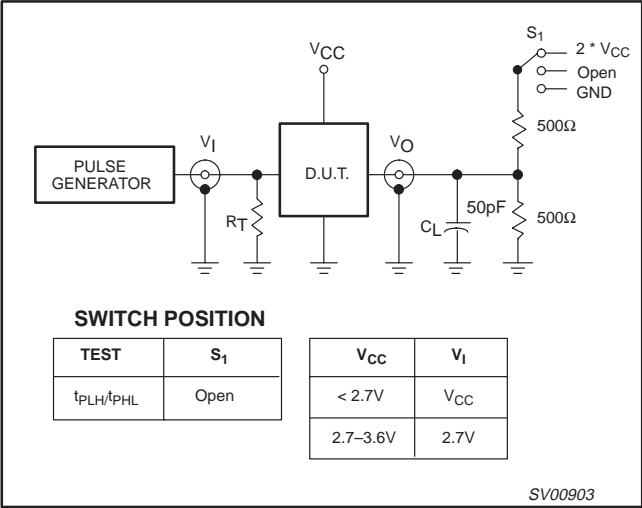 S1
2 * VCC
Open
GND
VCC
500Ω
VI
VO
PULSE
GENERATOR
D.U.T.
RT
50pF
CL
500Ω
SWITCH POSITION
TEST S1
tPLH/tPHL Open
VCC VI
< 2.7V VCC
2.7–3.6V 2.7V
SV00903